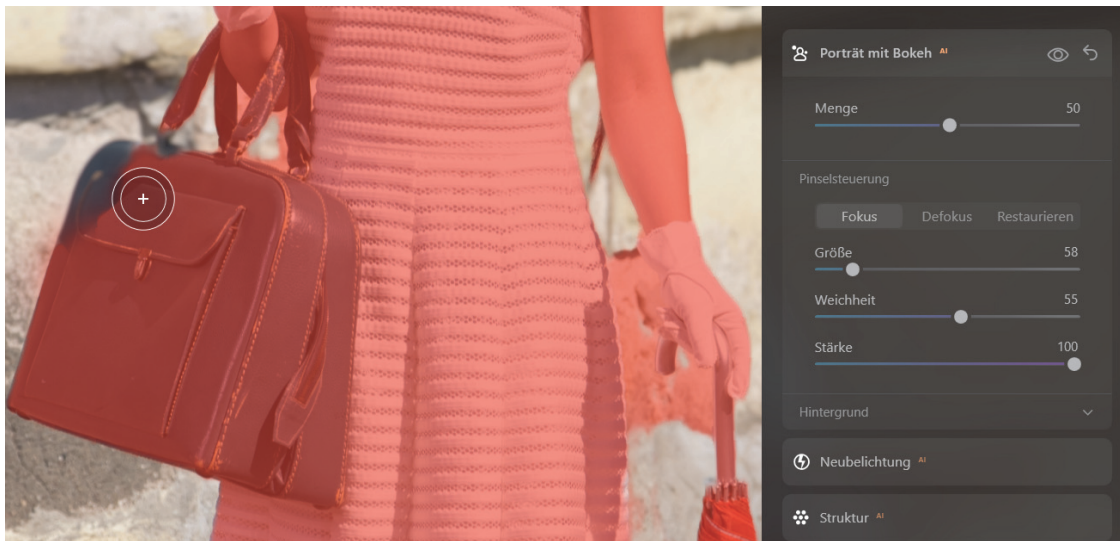 Porträt mit Bokeh AI
Menge 50
Pinselsteuerung
Fokus Defokus Restaurieren
Größe 58
Weichheit 55
Stärke 100
Hintergrund
Neubelichtung AI
Struktur AI